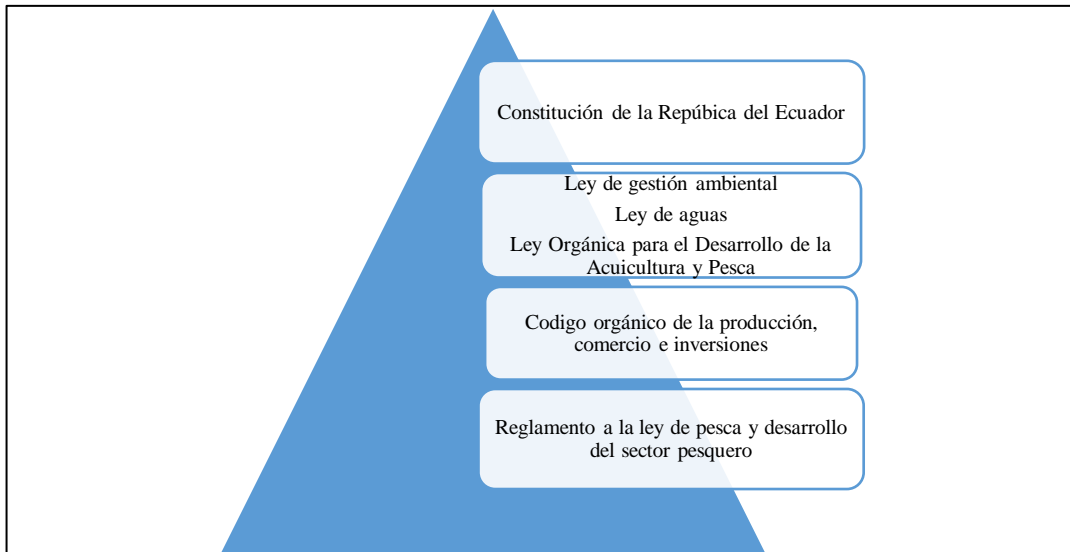 Constitución de la Repúbica del Ecuador
Ley de gestión ambiental
Ley de aguas
Ley Orgánica para el Desarrollo de la
Acuicultura y Pesca
Codigo orgánico de la producción,
comercio e inversiones
Reglamento a la ley de pesca y desarrollo
del sector pesquero